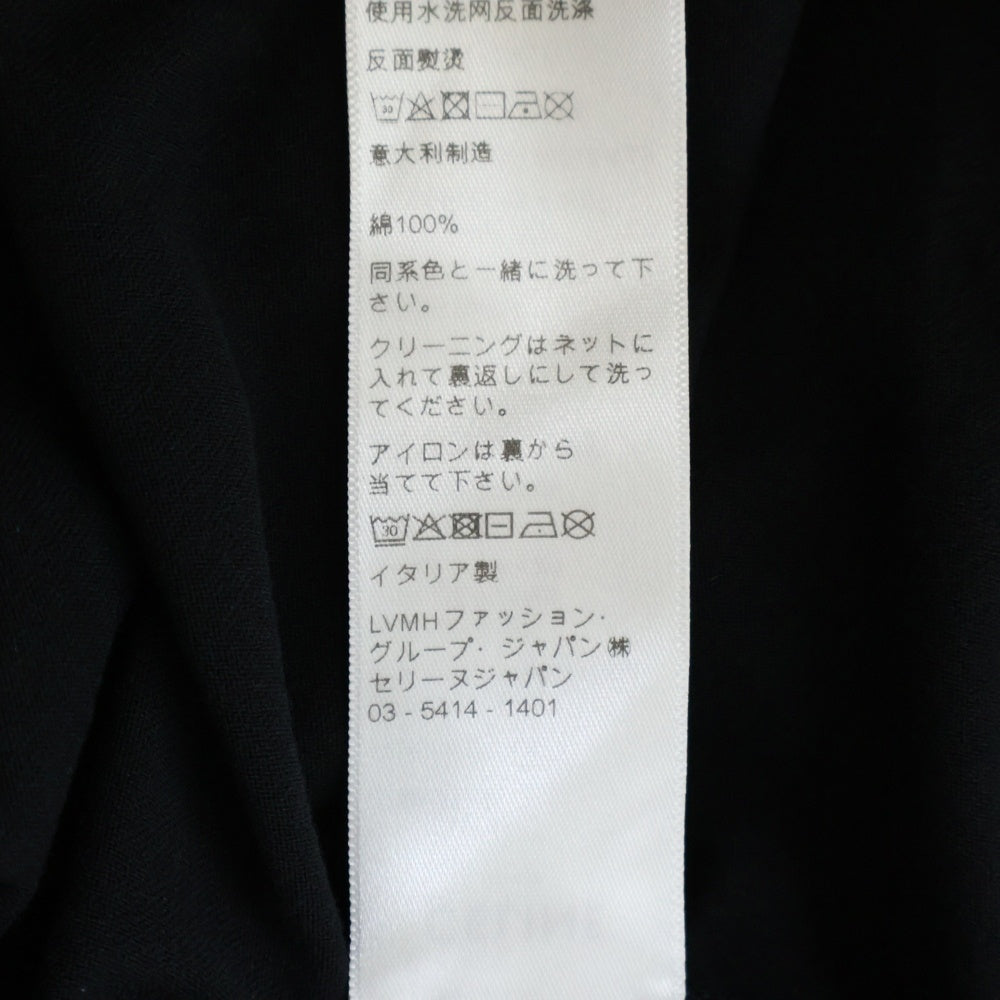 使用水洗网反面洗涤
反面熨烫
30
意大利制造
綿100%
同系色と一緒に洗って下
さい。
クリーニングはネットに
入れて裏返しにして洗っ
てください。
アイロンは裏から
当てて下さい。
30
イタリア製
LVMHファッション·
グループ· ジャパン㈱
セリーヌジャパン
03 - 5414 - 1401